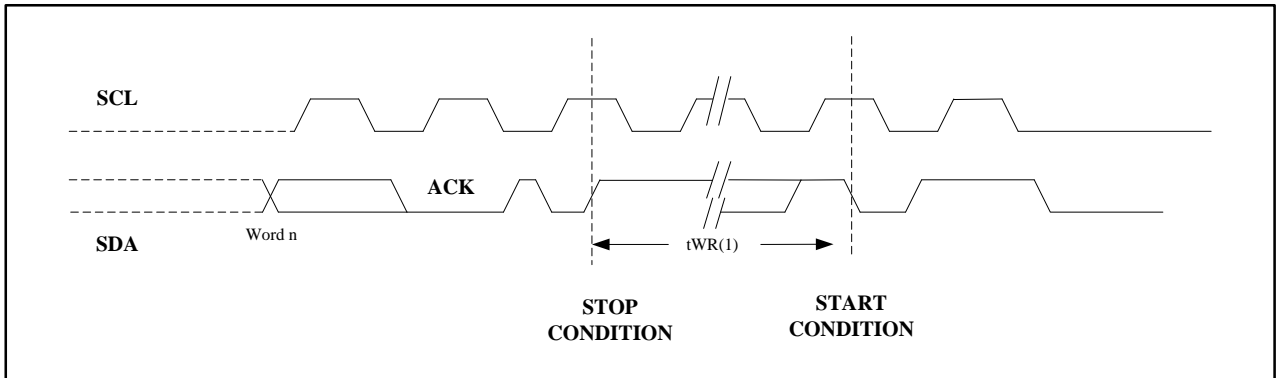 SCL
ACK
Word n
SDA
tWR(1)
STOP
CONDITION
START
CONDITION